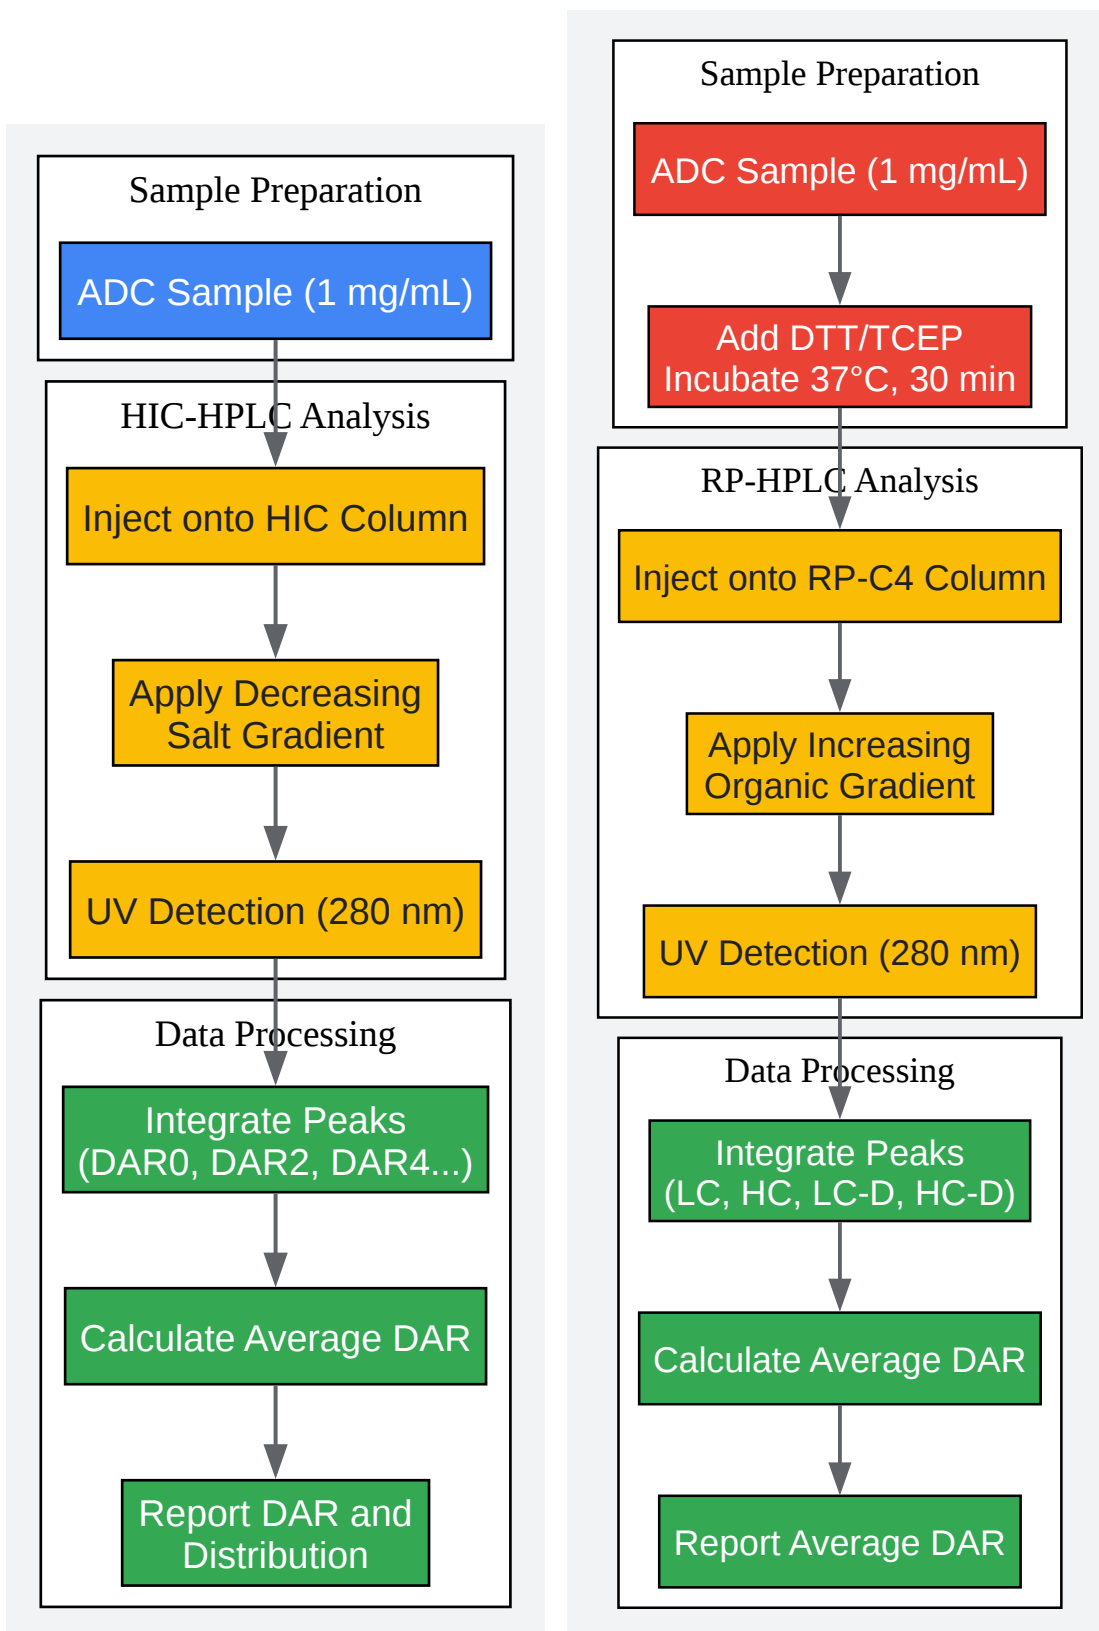 Sample Preparation
ADC Sample (1 mg/mL)
HIC-HPLC Analysis
Inject onto HIC Column
Apply Decreasing
Salt Gradient
UV Detection (280 nm)
Data Processing
Integrate Peaks
(DAR0, DAR2, DAR4...)
Calculate Average DAR
Report DAR and
Distribution
Sample Preparation
ADC Sample (1 mg/mL)
Add DTT/TCEP
Incubate 37°C, 30 min
RP-HPLC Analysis
Inject onto RP-C4 Column
Apply Increasing
Organic Gradient
UV Detection (280 nm)
Data Processing
Integrate Peaks
(LC, HC, LC-D, HC-D)
Calculate Average DAR
Report Average DAR